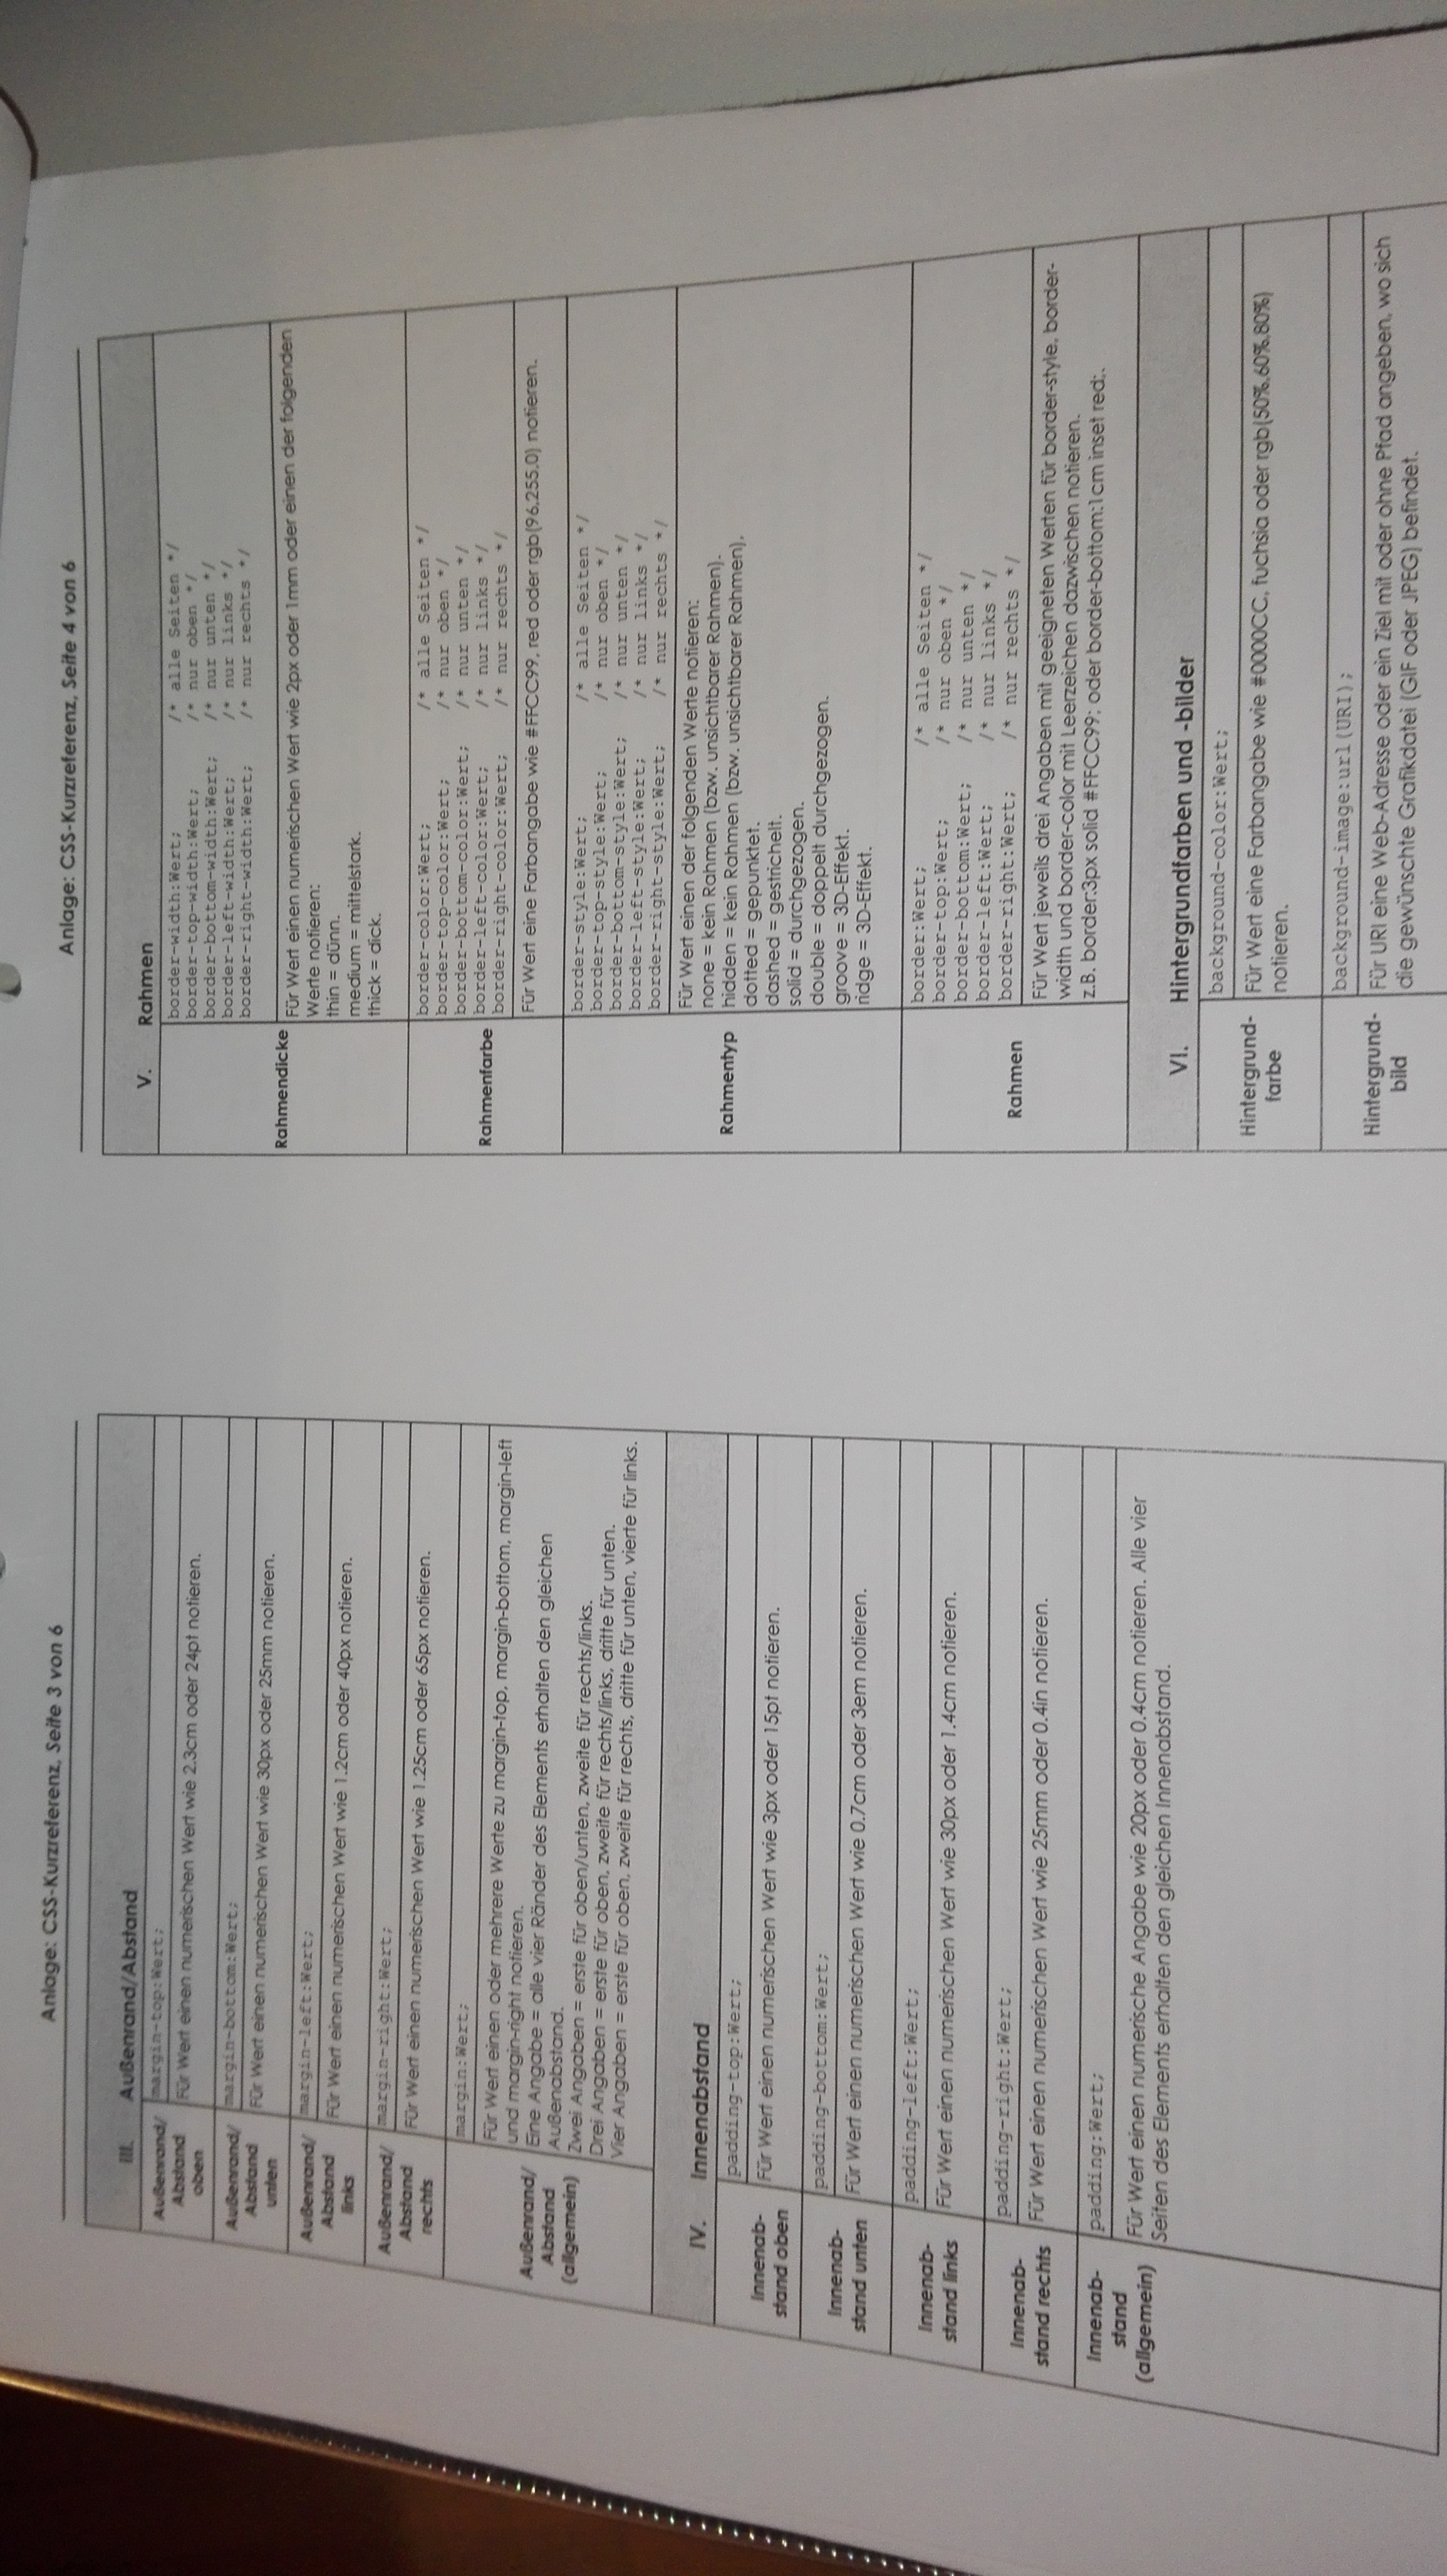 Anlage: CSS-Kurzreferenz, Seite 3 von 6
III. Außenrand/Abstand
Außenrand/
Abstand
oben
margin-top:Wert;
Für Wert einen numerischen Wert wie 2.3cm oder 24pt notieren.
Außenrand/
Abstand
unten
margin-bottom:Wert;
Für Wert einen numerischen Wert wie 30px oder 25mm notieren.
Außenrand/
Abstand
links
margin-left:Wert;
Für Wert einen numerischen Wert wie 1.2cm oder 40px notieren.
Außenrand/
Abstand
rechts
margin-right:Wert;
Für Wert einen numerischen Wert wie 1.25cm oder 65px notieren.
Außenrand/
Abstand
(allgemein)
margin:Wert;
Für Wert einen oder mehrere Werte zu margin-top, margin-bottom, margin-left
und margin-right notieren.
Eine Angabe = alle vier Ränder des Elements erhalten den gleichen
Außenabstand.
Zwei Angaben = erste für oben/unten, zweite für rechts/links.
Drei Angaben = erste für oben, zweite für rechts/links, dritte für unten.
Vier Angaben = erste für oben, zweite für rechts, dritte für unten, vierte für links.
IV. Innenabstand
Innenab-
stand oben
padding-top:Wert;
Für Wert einen numerischen Wert wie 3px oder 15pt notieren.
Innenab-
stand unten
padding-bottom:Wert;
Für Wert einen numerischen Wert wie 0.7cm oder 3em notieren.
Innenab-
stand links
padding-left:Wert;
Für Wert einen numerischen Wert wie 30px oder 1.4cm notieren.
Innenab-
stand rechts
padding-right:Wert;
Für Wert einen numerischen Wert wie 25mm oder 0.4in notieren.
Innenab-
stand
(allgemein)
padding:Wert;
Für Wert einen numerische Angabe wie 20px oder 0.4cm notieren. Alle vier
Seiten des Elements erhalten den gleichen Innenabstand.
Anlage: CSS-Kurzreferenz, Seite 4 von 6
V. Rahmen
Rahmendicke
border-width:Wert; /* alle Seiten */
border-top-width:Wert; /* nur oben */
border-bottom-width:Wert; /* nur unten */
border-left-width:Wert; /* nur links */
border-right-width:Wert; /* nur rechts */
Für Wert einen numerischen Wert wie 2px oder 1mm oder einen der folgenden
Werte notieren:
thin = dünn.
medium = mittelstark.
thick = dick.
Rahmenfarbe
border-color:Wert; /* alle Seiten */
border-top-color:Wert; /* nur oben */
border-bottom-color:Wert; /* nur unten */
border-left-color:Wert; /* nur links */
border-right-color:Wert; /* nur rechts */
Für Wert eine Farbangabe wie #FFCC99, red oder rgb(96,255,0) notieren.
Rahmentyp
border-style:Wert; /* alle Seiten */
border-top-style:Wert; /* nur oben */
border-bottom-style:Wert; /* nur unten */
border-left-style:Wert; /* nur links */
border-right-style:Wert; /* nur rechts */
Für Wert einen der folgenden Werte notieren:
none = kein Rahmen (bzw. unsichtbarer Rahmen).
hidden = kein Rahmen (bzw. unsichtbarer Rahmen).
dotted = gepunktet.
dashed = gestrichelt.
solid = durchgezogen.
double = doppelt durchgezogen.
groove = 3D-Effekt.
ridge = 3D-Effekt.
Rahmen
border:Wert; /* alle Seiten */
border-top:Wert; /* nur oben */
border-bottom:Wert; /* nur unten */
border-left:Wert; /* nur links */
border-right:Wert; /* nur rechts */
Für Wert jeweils drei Angaben mit geeigneten Werten für border-style, border-
width und border-color mit Leerzeichen dazwischen notieren.
z.B. border:3px solid #FFCC99; oder border-bottom:1cm inset red;.
VI. Hintergrundfarben und -bilder
Hintergrund-
farbe
background-color:Wert;
Für Wert eine Farbangabe wie #0000CC, fuchsia oder rgb(50%,60%,80%)
notieren.
Hintergrund-
bild
background-image:url(URI);
Für URI eine Web-Adresse oder ein Ziel mit oder ohne Pfad angeben, wo sich
die gewünschte Grafikdatei (GIF oder JPEG) befindet.